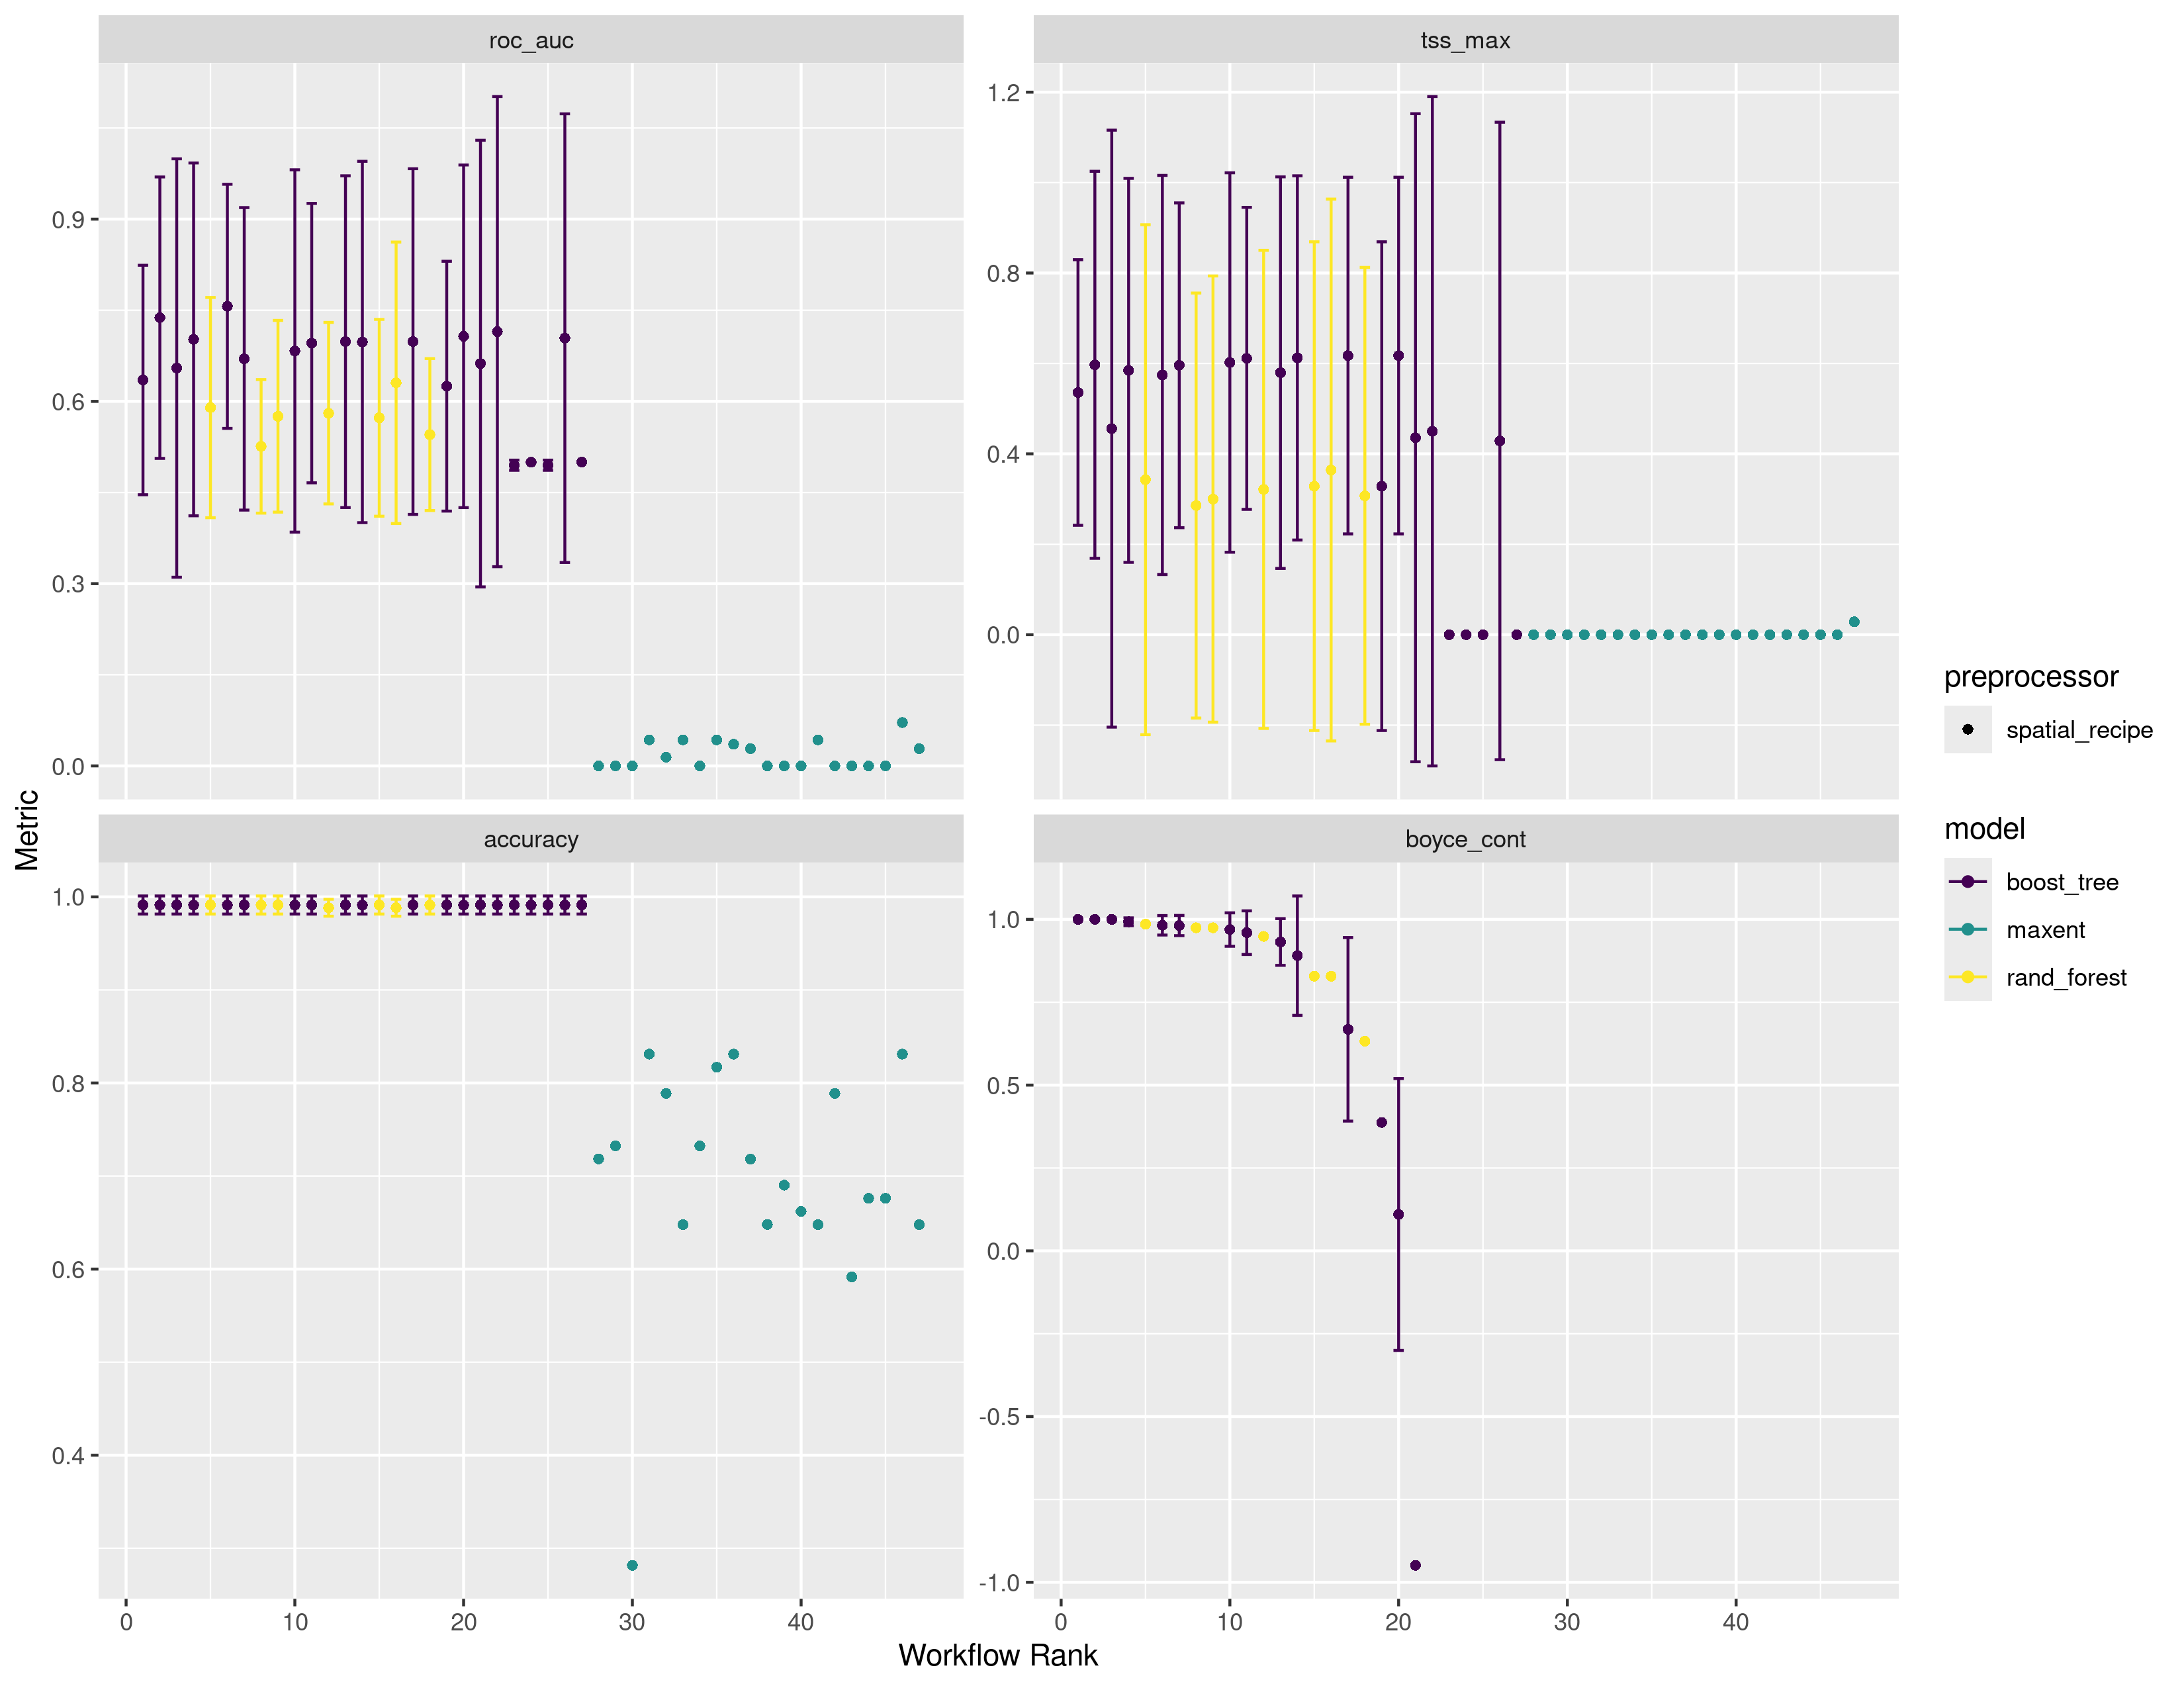 roc_auc
tss_max
0.9
0.6
0.3
0.0
1.2
0.8
0.4
0.0
accuracy
boyce_cont
1.0
0.8
0.6
0.4
1.0
0.5
0.0
-0.5
-1.0
0
10
20
30
40
0
10
20
30
40
Metric
Workflow Rank
preprocessor
spatial_recipe
model
boost_tree
maxent
rand_forest